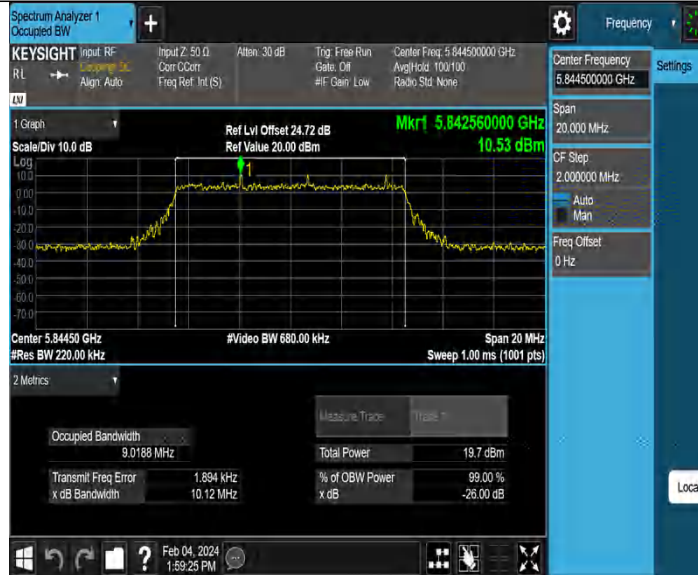 Spectrum Analyzer 1
Occupied BW
+
Frequency
KEYSIGHT
RL
Input: RF
Coupling: DC
Align: Auto
Input Z: 50 Ω
Corr CCorr
Freq Ref: Int (S)
Atten: 30 dB
Trig: Free Run
Gate: Off
#IF Gain: Low
Center Freq: 5.844500000 GHz
Avg|Hold: 100/100
Radio Std: None
LXI
1 Graph
Scale/Div 10.0 dB
Ref Lvl Offset 24.72 dB
Ref Value 20.00 dBm
Mkr1 5.842560000 GHz
10.53 dBm
Log
10.0
0.00
-10.0
-20.0
-30.0
-40.0
-50.0
-60.0
-70.0
1
Center 5.84450 GHz
#Res BW 220.00 kHz
#Video BW 680.00 kHz
Span 20 MHz
Sweep 1.00 ms (1001 pts)
2 Metrics
Measure Trace
Trace 1
Occupied Bandwidth
9.0188 MHz
Total Power
19.7 dBm
Transmit Freq Error
1.894 kHz
% of OBW Power
99.00 %
x dB Bandwidth
10.12 MHz
x dB
-26.00 dB
Center Frequency
5.844500000 GHz
Settings
Span
20.000 MHz
CF Step
2.000000 MHz
Auto
Man
Freq Offset
0 Hz
Loca
?
Feb 04, 2024
1:59:25 PM